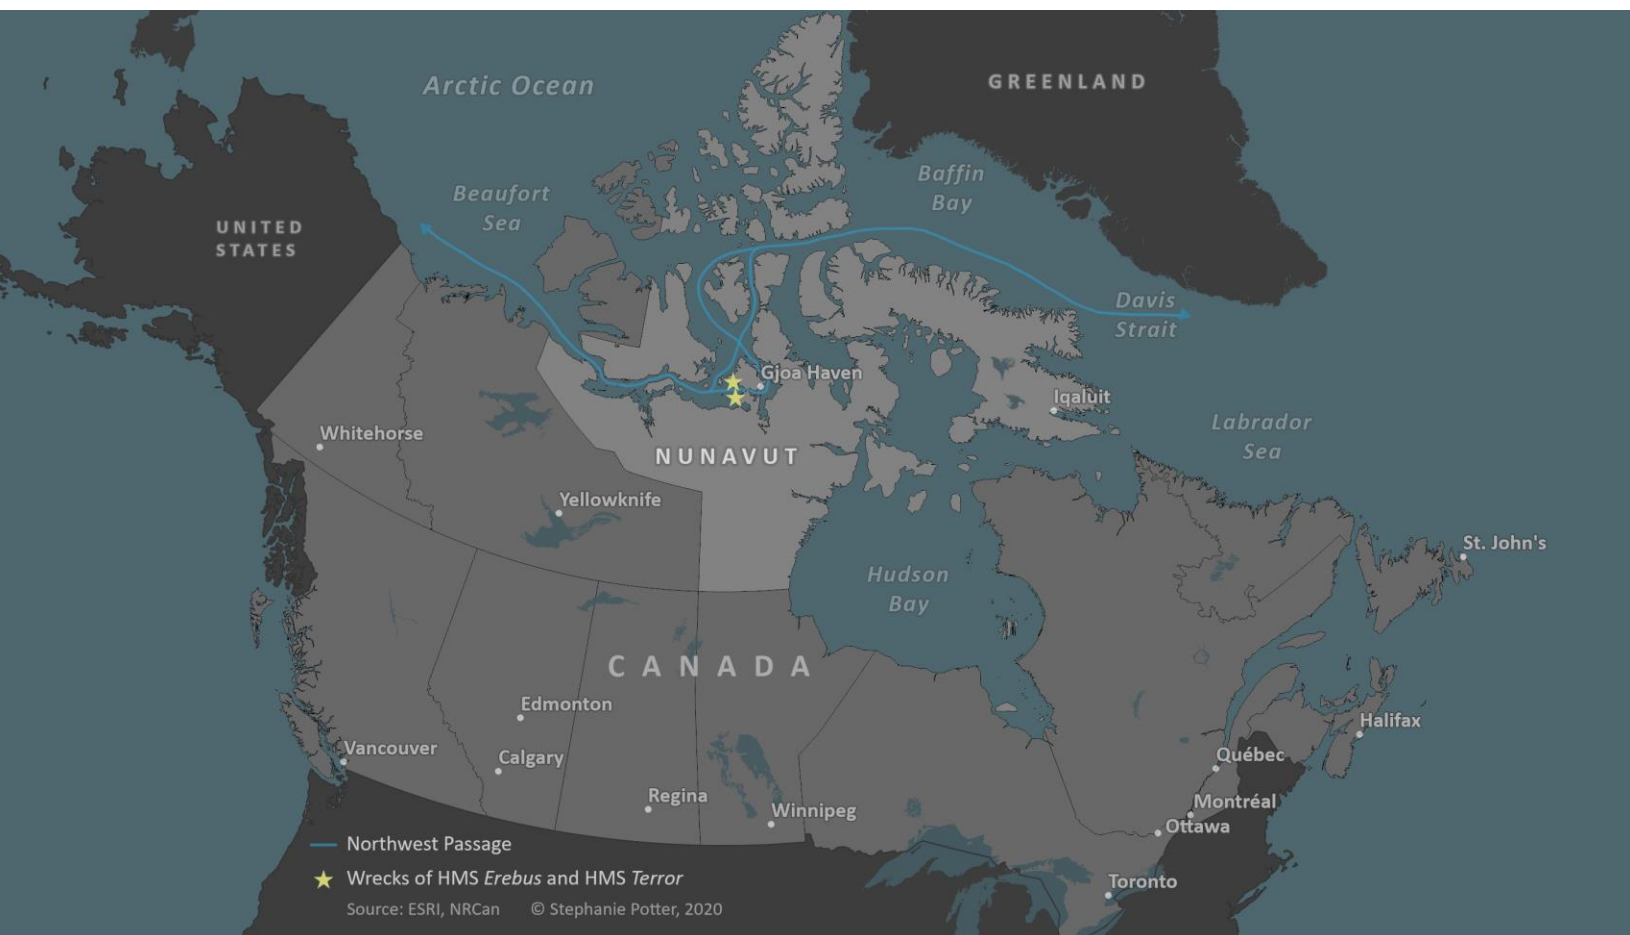 Arctic Ocean
GREENLAND
Baffin
Bay
Beaufort
Sea
UNITED
STATES
Davis
Strait
Gjoa Haven
Iqaluit
Labrador
Sea
Whitehorse
NUNAVUT
Yellowknife
St. John's
Hudson
Bay
CANADA
Edmonton
Halifax
Vancouver
Calgary
Québec
Regina
Montréal
Winnipeg
Ottawa
Northwest Passage
Wrecks of HMS Erebus and HMS Terror
Toronto
Source: ESRI, NRCan © Stephanie Potter, 2020